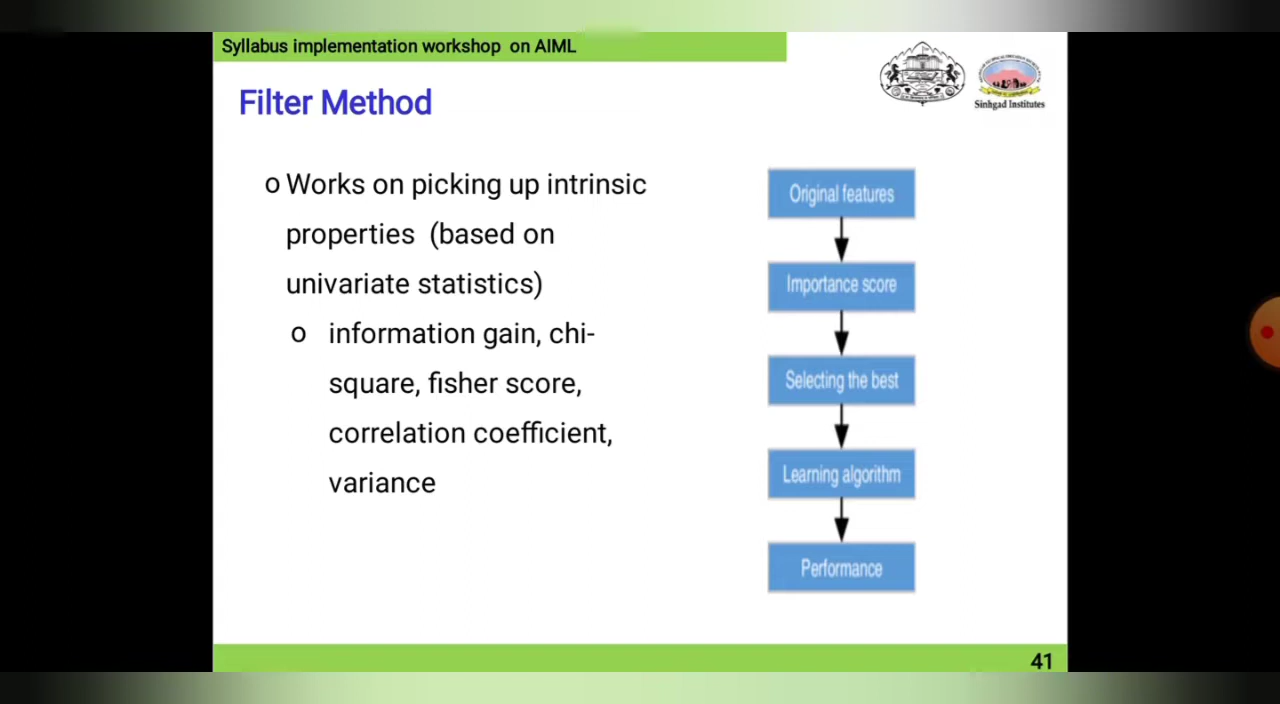 Syllabus implementation workshop on AIML
Sinhgad Institutes
Filter Method
o Works on picking up intrinsic
properties (based on
univariate statistics)
o information gain, chi-
square, fisher score,
correlation coefficient,
variance
Original features
Importance score
Selecting the best
Learning algorithm
Performance
41